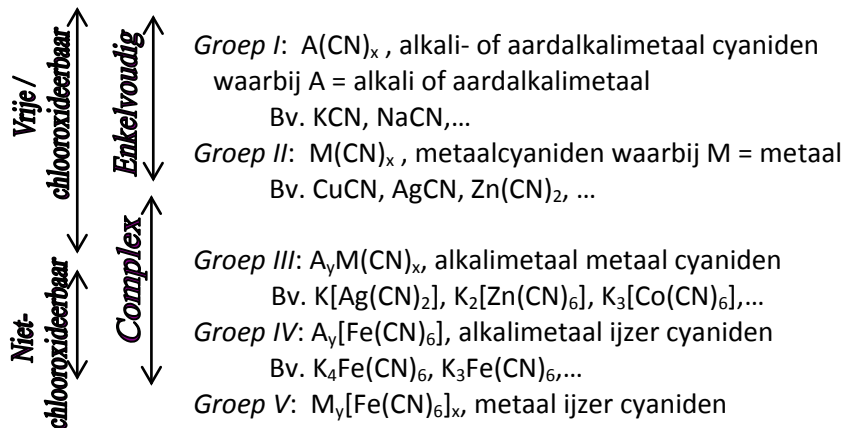 Vrije /
chlooroxideerbaar
Enkelvoudig
Niet-
chlooroxideerbaar
Complex
Groep I: A(CN)ₓ , alkali- of aardalkalimetaal cyaniden
waarbij A = alkali of aardalkalimetaal
Bv. KCN, NaCN,...
Groep II: M(CN)ₓ , metaalcyaniden waarbij M = metaal
Bv. CuCN, AgCN, Zn(CN)₂, ...
Groep III: AᵧM(CN)ₓ, alkalimetaal metaal cyaniden
Bv. K[Ag(CN)₂], K₂[Zn(CN)₆], K₃[Co(CN)₆],...
Groep IV: Aᵧ[Fe(CN)₆], alkalimetaal ijzer cyaniden
Bv. K₄Fe(CN)₆, K₃Fe(CN)₆,...
Groep V: Mᵧ[Fe(CN)₆]ₓ, metaal ijzer cyaniden